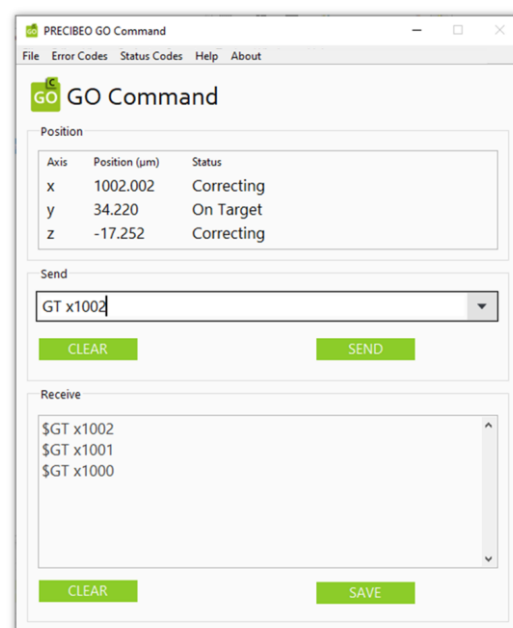 GO PRECIBEO GO Command
File Error Codes Status Codes Help About
C
GO GO Command
Position
Axis Position (µm) Status
x 1002.002 Correcting
y 34.220 On Target
z -17.252 Correcting
Send
GT x1002
CLEAR SEND
Receive
$GT x1002
$GT x1001
$GT x1000
CLEAR SAVE